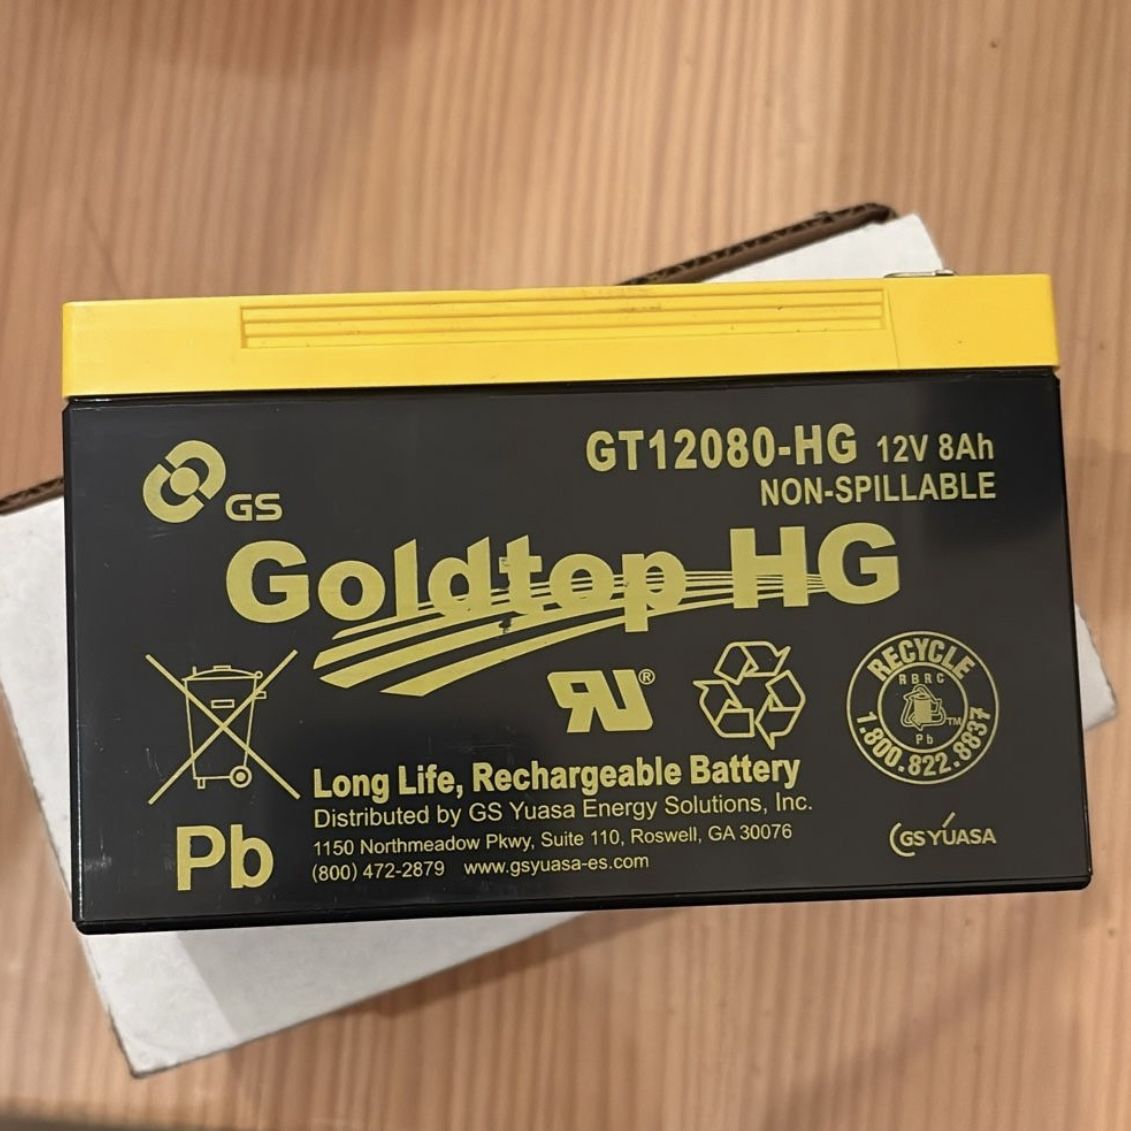 GS
GT12080-HG 12V 8Ah
NON-SPILLABLE
Goldtop HG
RU®
RECYCLE
RBRC
TM
Pb
1.800.822.8837
Long Life, Rechargeable Battery
Distributed by GS Yuasa Energy Solutions, Inc.
1150 Northmeadow Pkwy, Suite 110, Roswell, GA 30076
(800) 472-2879 www.gsyuasa-es.com
Pb
GS YUASA